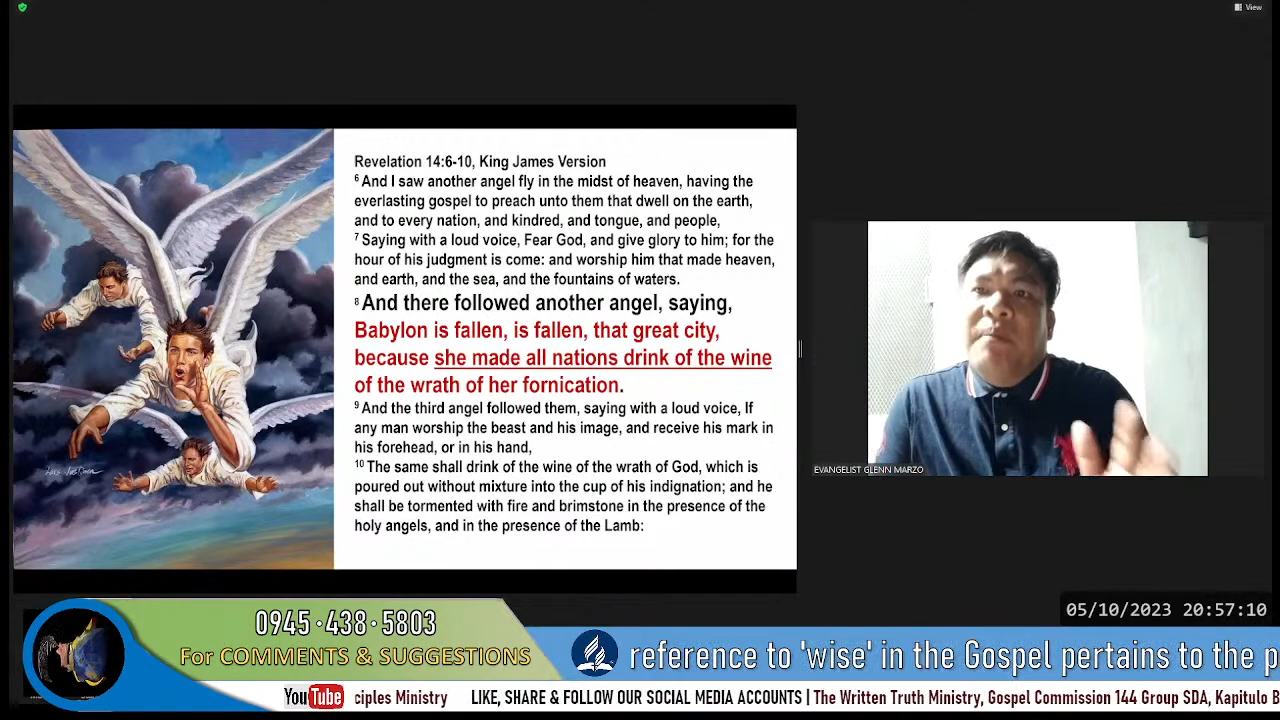 View
Revelation 14:6-10, King James Version
6 And I saw another angel fly in the midst of heaven, having the
everlasting gospel to preach unto them that dwell on the earth,
and to every nation, and kindred, and tongue, and people,
7 Saying with a loud voice, Fear God, and give glory to him; for the
hour of his judgment is come: and worship him that made heaven,
and earth, and the sea, and the fountains of waters.
8 And there followed another angel, saying,
Babylon is fallen, is fallen, that great city,
because she made all nations drink of the wine
of the wrath of her fornication.
9 And the third angel followed them, saying with a loud voice, If
any man worship the beast and his image, and receive his mark in
his forehead, or in his hand,
10 The same shall drink of the wine of the wrath of God, which is
poured out without mixture into the cup of his indignation; and he
shall be tormented with fire and brimstone in the presence of the
holy angels, and in the presence of the Lamb:
EVANGELIST GLENN MARZO
05/10/2023 20:57:10
0945·438·5803
For COMMENTS & SUGGESTIONS
reference to 'wise' in the Gospel pertains to the p
YouTube
ciples Ministry LIKE, SHARE & FOLLOW OUR SOCIAL MEDIA ACCOUNTS | The Written Truth Ministry, Gospel Commission 144 Group SDA, Kapitulo B